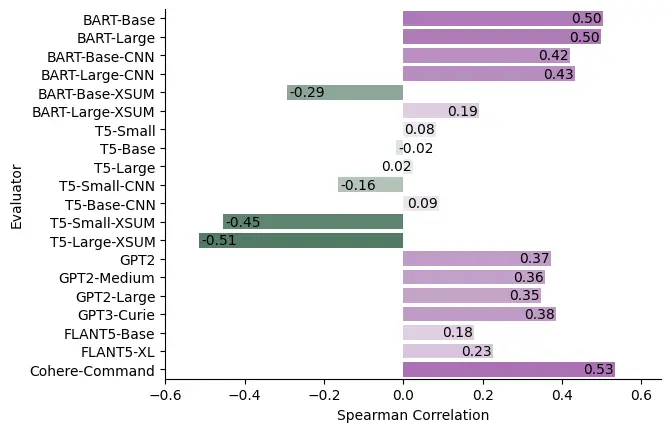 BART-Base 0.50
BART-Large 0.50
BART-Base-CNN 0.42
BART-Large-CNN 0.43
BART-Base-XSUM -0.29
BART-Large-XSUM 0.19
T5-Small 0.08
T5-Base -0.02
T5-Large 0.02
T5-Small-CNN -0.16
T5-Base-CNN 0.09
T5-Small-XSUM -0.45
T5-Large-XSUM -0.51
GPT2 0.37
GPT2-Medium 0.36
GPT2-Large 0.35
GPT3-Curie 0.38
FLANT5-Base 0.18
FLANT5-XL 0.23
Cohere-Command 0.53
Evaluator
−0.6 −0.4 −0.2 0.0 0.2 0.4 0.6
Spearman Correlation